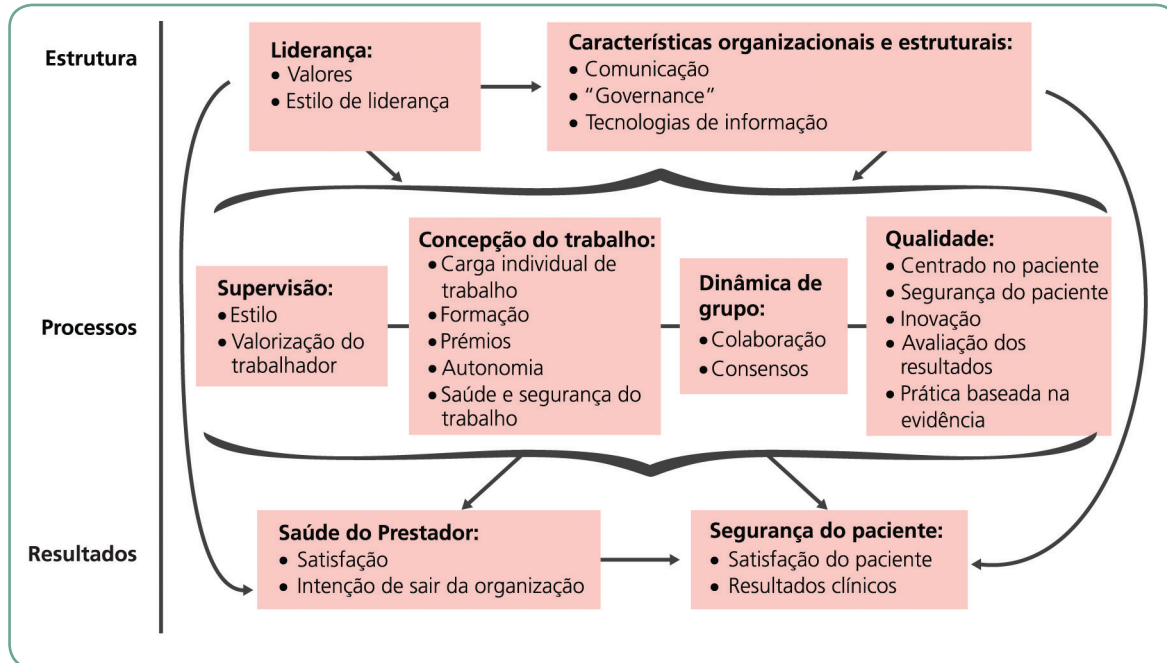 Estrutura
Liderança:
• Valores
• Estilo de liderança
Características organizacionais e estruturais:
• Comunicação
• “Governance”
• Tecnologias de informação
Processos
Supervisão:
• Estilo
• Valorização do
trabalhador
Concepção do trabalho:
• Carga individual de
trabalho
• Formação
• Prémios
• Autonomia
• Saúde e segurança do
trabalho
Dinâmica de
grupo:
• Colaboração
• Consensos
Qualidade:
• Centrado no paciente
• Segurança do paciente
• Inovação
• Avaliação dos
resultados
• Prática baseada na
evidência
Resultados
Saúde do Prestador:
• Satisfação
• Intenção de sair da organização
Segurança do paciente:
• Satisfação do paciente
• Resultados clínicos